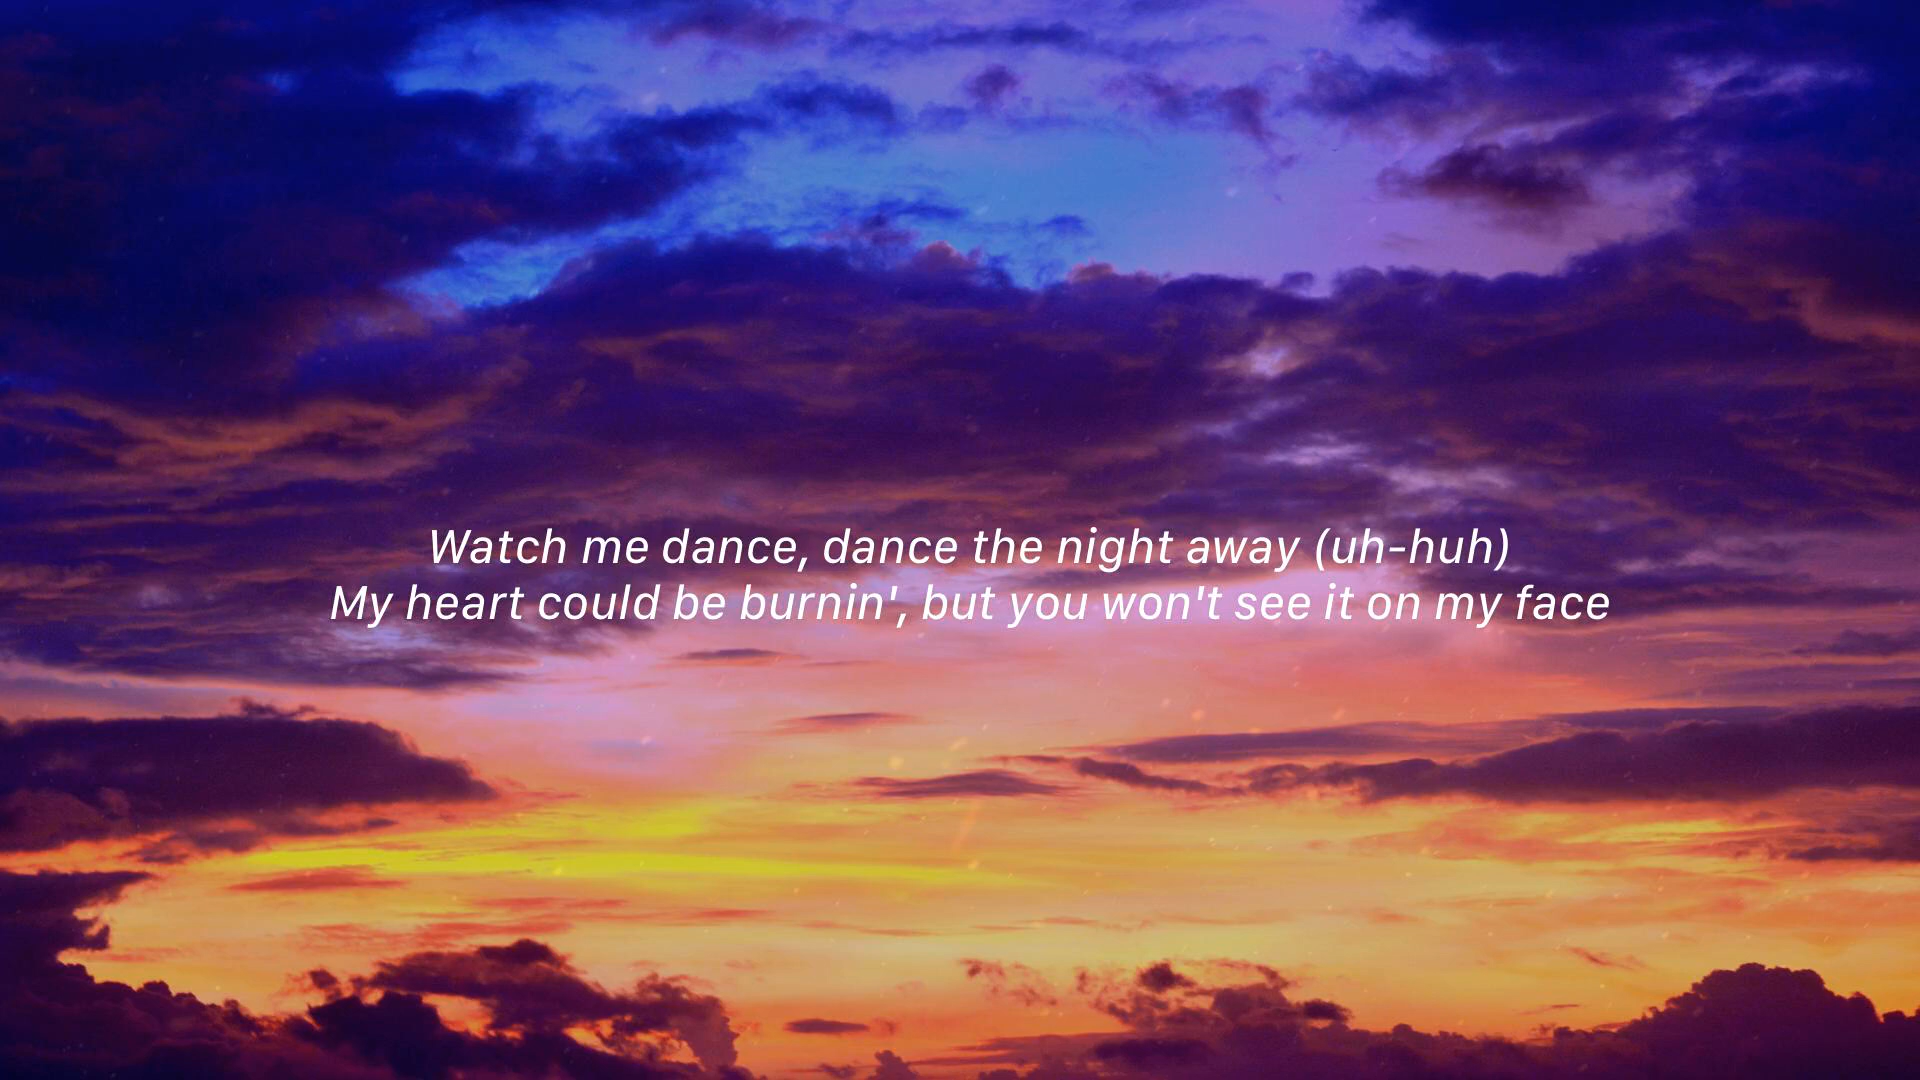 Watch me dance, dance the night away (uh-huh)
My heart could be burnin', but you won't see it on my face